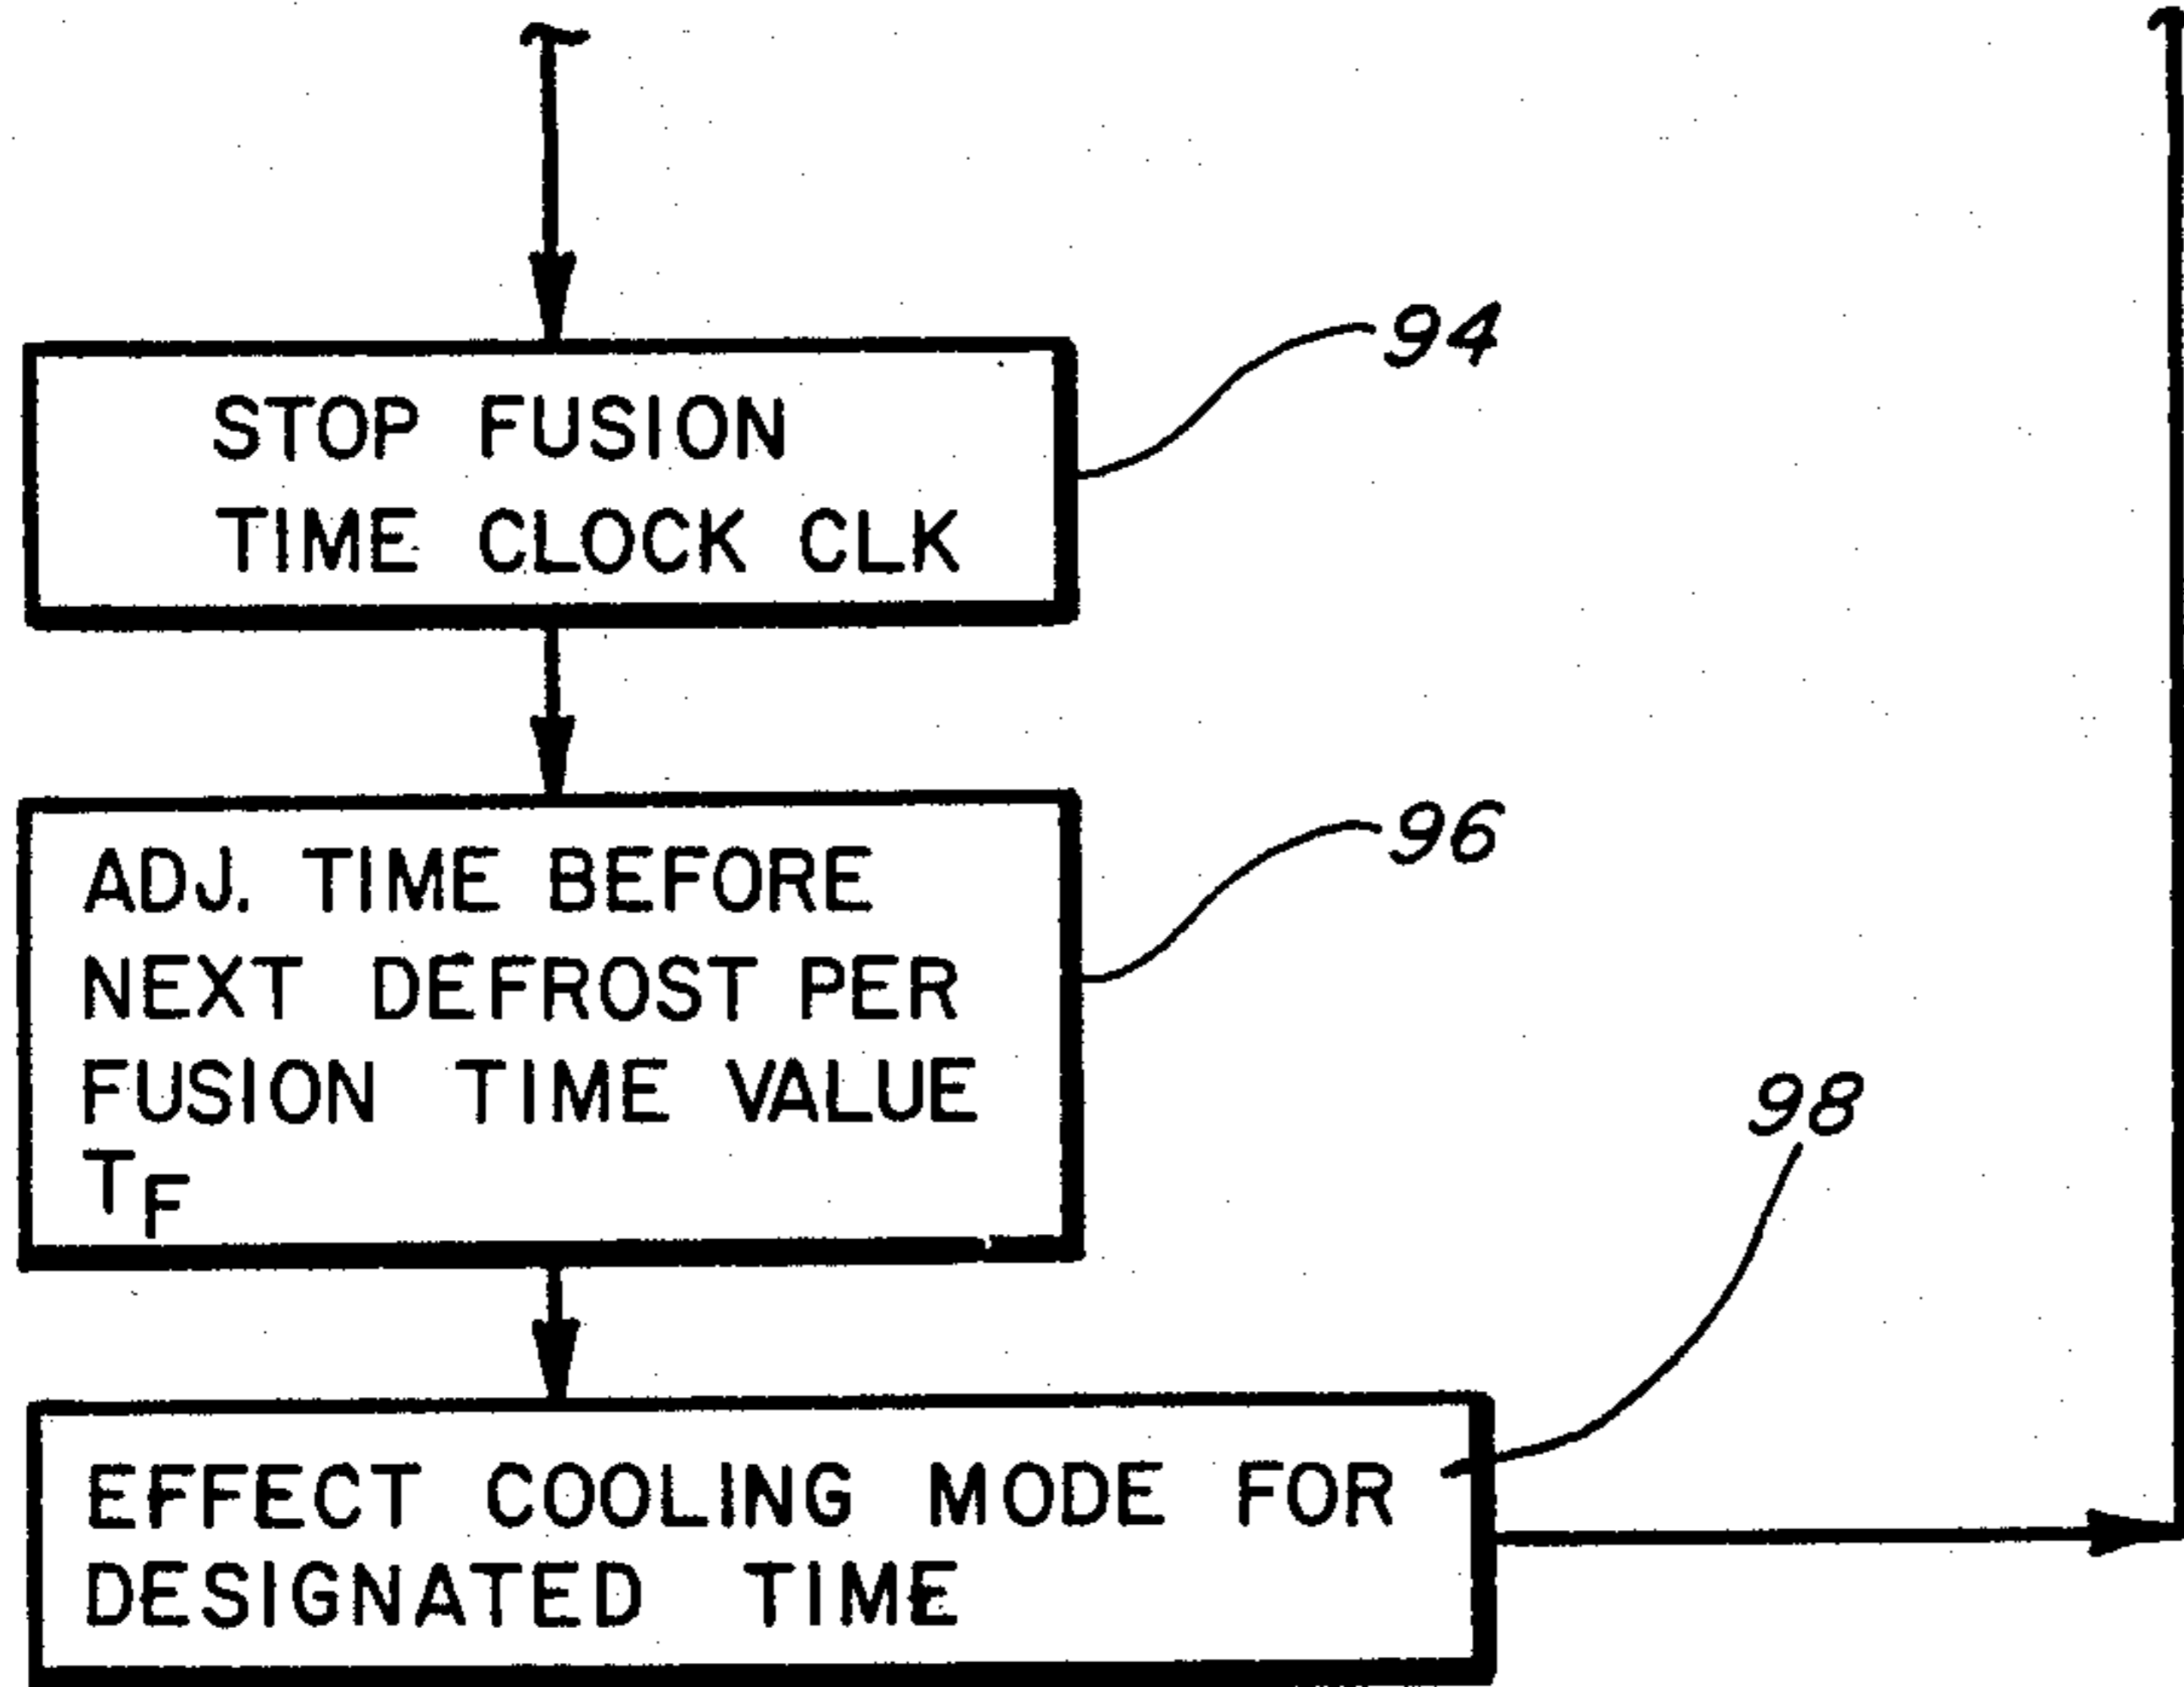 94
STOP FUSION
TIME CLOCK CLK
96
ADJ. TIME BEFORE
NEXT DEFROST PER
FUSION TIME VALUE
TF
98
EFFECT COOLING MODE FOR
DESIGNATED TIME